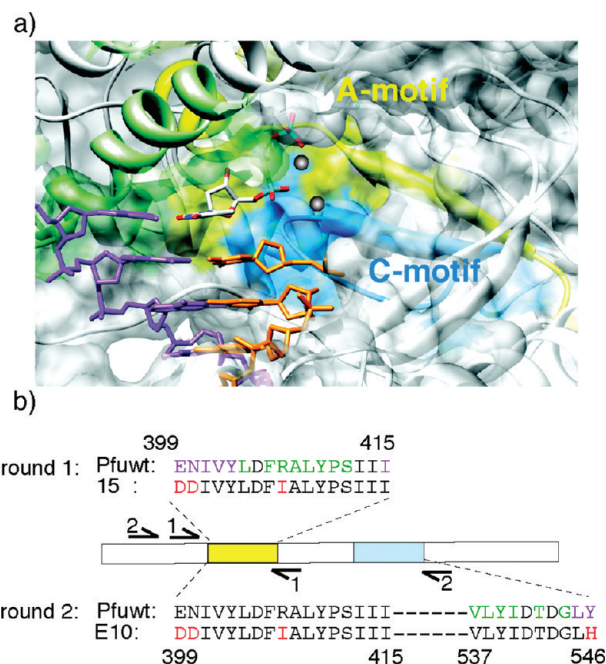 a)
A-motif
C-motif
b)
399 415
round 1: Pfuwt: ENIVYLDFRALYPSIII
15 : DDIVYLDFIALYPSIII
2 1
1 2
round 2: Pfuwt: ENIVYLDFRALYPSIII------VLYIDTDGLY
E10: DDIVYLDFIALYPSIII------VLYIDTDGLH
399 415 537 546